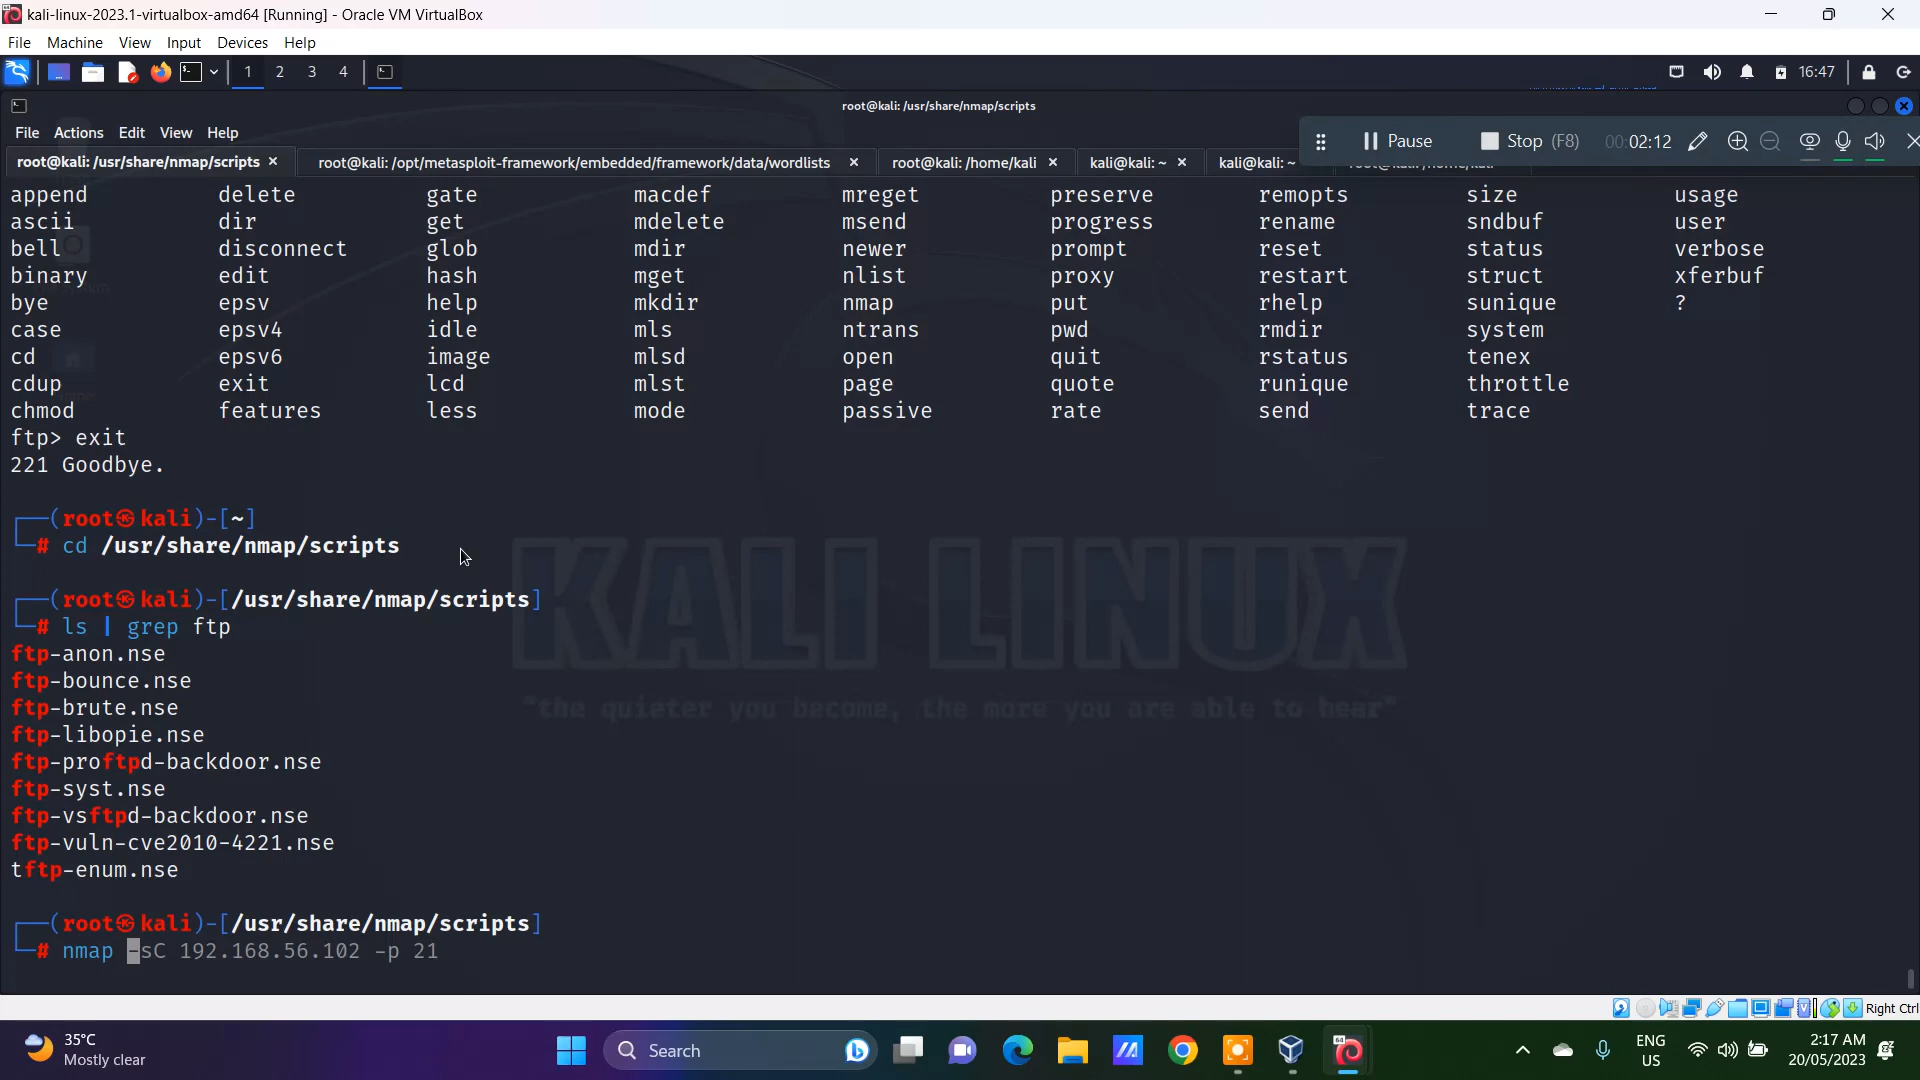 kali-linux-2023.1-virtualbox-amd64 [Running] - Oracle VM VirtualBox
File Machine View Input Devices Help
1 2 3 4 16:47
root@kali: /usr/share/nmap/scripts
File Actions Edit View Help
Pause Stop (F8) 00:02:12
root@kali: /usr/share/nmap/scripts root@kali: /opt/metasploit-framework/embedded/framework/data/wordlists root@kali: /home/kali kali@kali: ~ kali@kali: ~
append delete gate macdef mreget preserve remopts size usage
ascii dir get mdelete msend progress rename sndbuf user
bell disconnect glob mdir newer prompt reset status verbose
binary edit hash mget nlist proxy restart struct xferbuf
bye epsv help mkdir nmap put rhelp sunique ?
case epsv4 idle mls ntrans pwd rmdir system
cd epsv6 image mlsd open quit rstatus tenex
cdup exit lcd mlst page quote runique throttle
chmod features less mode passive rate send trace
ftp> exit
221 Goodbye.
┌──(root㉿kali)-[~]
└─# cd /usr/share/nmap/scripts
┌──(root㉿kali)-[/usr/share/nmap/scripts]
└─# ls | grep ftp
ftp-anon.nse
ftp-bounce.nse
ftp-brute.nse
ftp-libopie.nse
ftp-proftpd-backdoor.nse
ftp-syst.nse
ftp-vsftpd-backdoor.nse
ftp-vuln-cve2010-4221.nse
tftp-enum.nse
┌──(root㉿kali)-[/usr/share/nmap/scripts]
└─# nmap -sC 192.168.56.102 -p 21
KALI LINUX
"the quieter you become, the more you are able to hear"
Right Ctrl
35°C
Mostly clear
Search
ENG
US
2:17 AM
20/05/2023